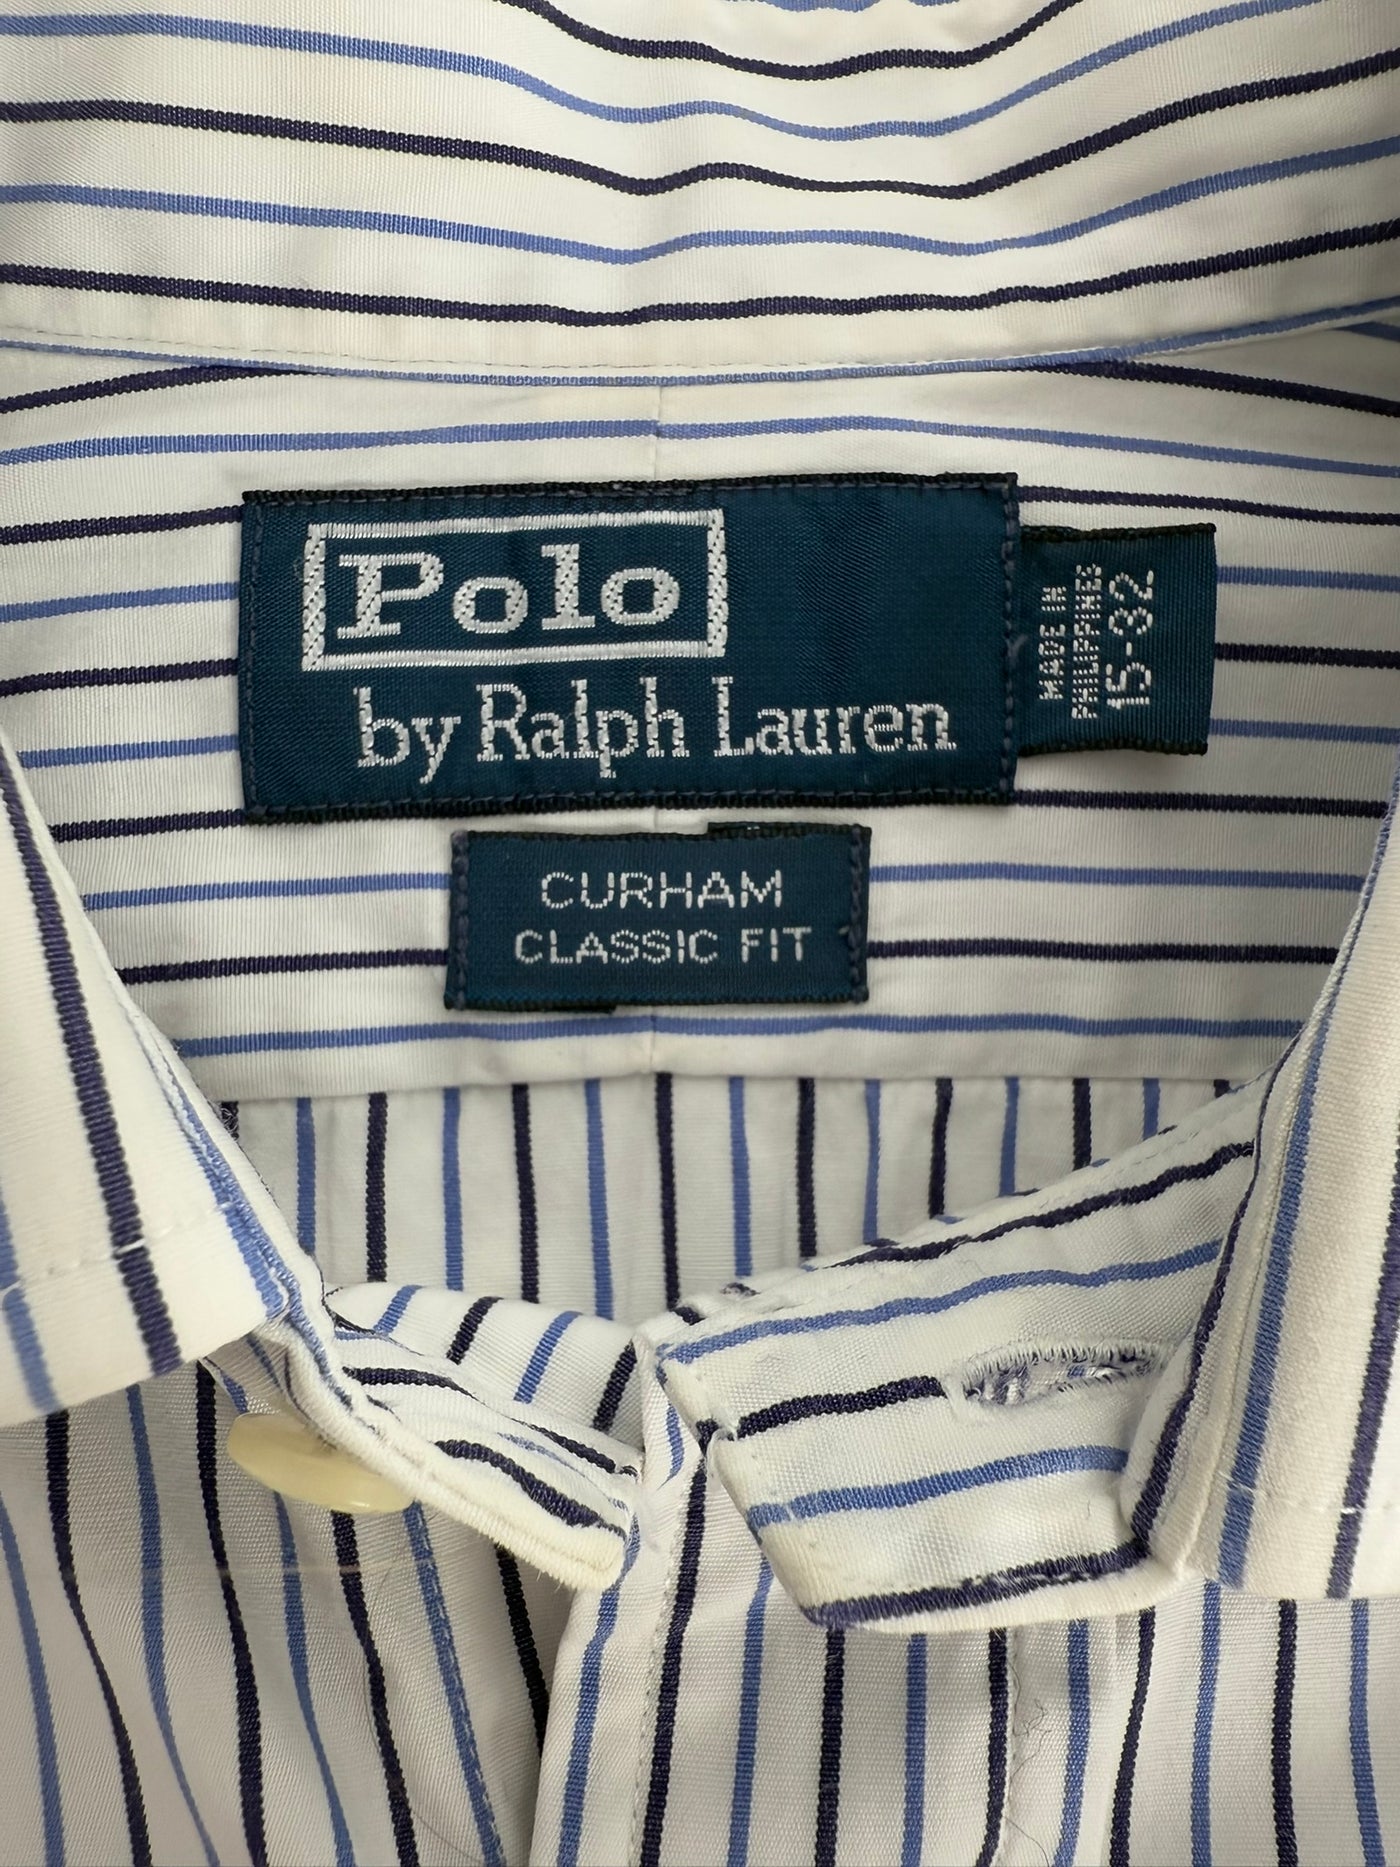 Polo
by Ralph Lauren
MADE IN
PHILIPPINES
15-32
CURHAM
CLASSIC FIT